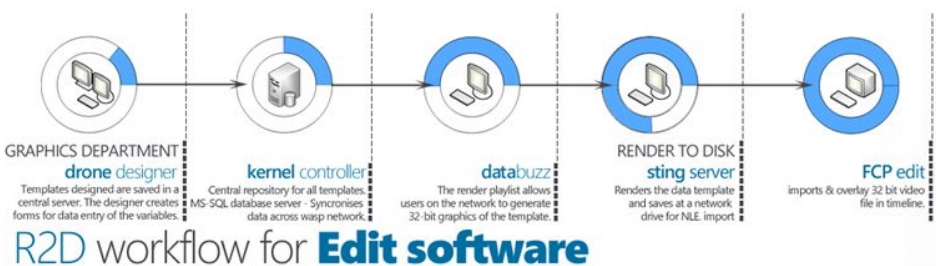 GRAPHICS DEPARTMENT
drone designer
Templates designed are saved in a
central server. The designer creates
forms for data entry of the variables.
kernel controller
Central repository for all templates.
MS-SQL database server - Syncronises
data across wasp network.
databuzz
The render playlist allows
users on the network to generate
32-bit graphics of the template.
RENDER TO DISK
sting server
Renders the data template
and saves at a network
drive for NLE. import
FCP edit
imports & overlay 32 bit video
file in timeline.
R2D workflow for Edit software